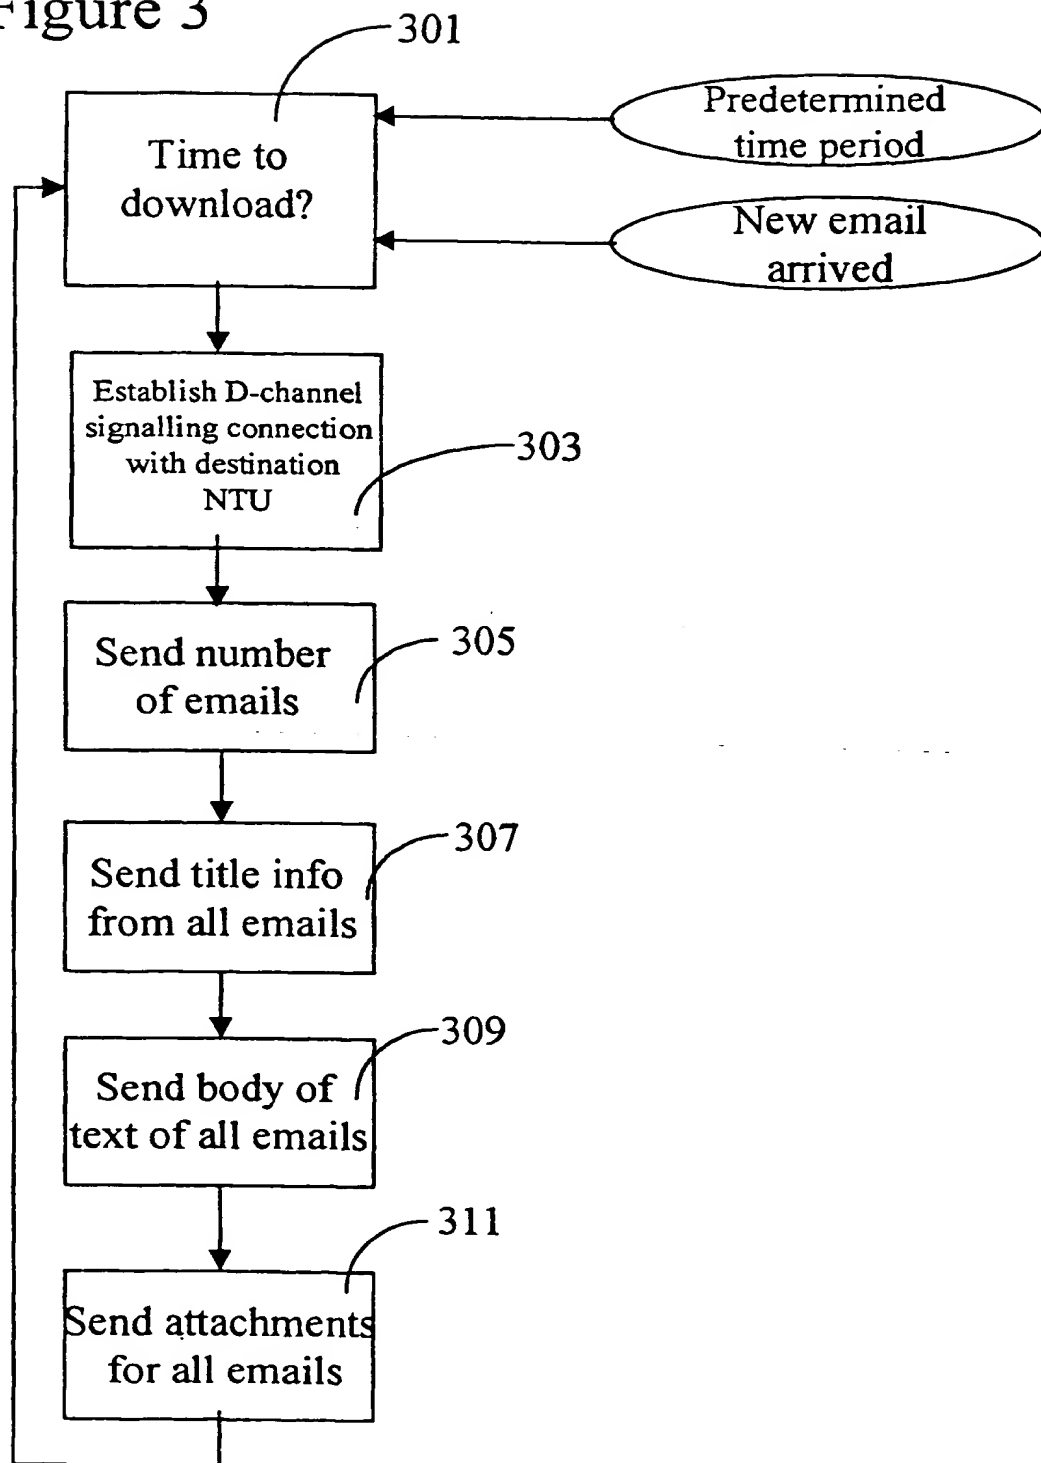 Figure 3
301
Predetermined
time period
Time to
download?
New email
arrived
Establish D-channel
signalling connection
with destination
NTU
303
Send number
of emails
305
Send title info
from all emails
307
Send body of
text of all emails
309
Send attachments
for all emails
311